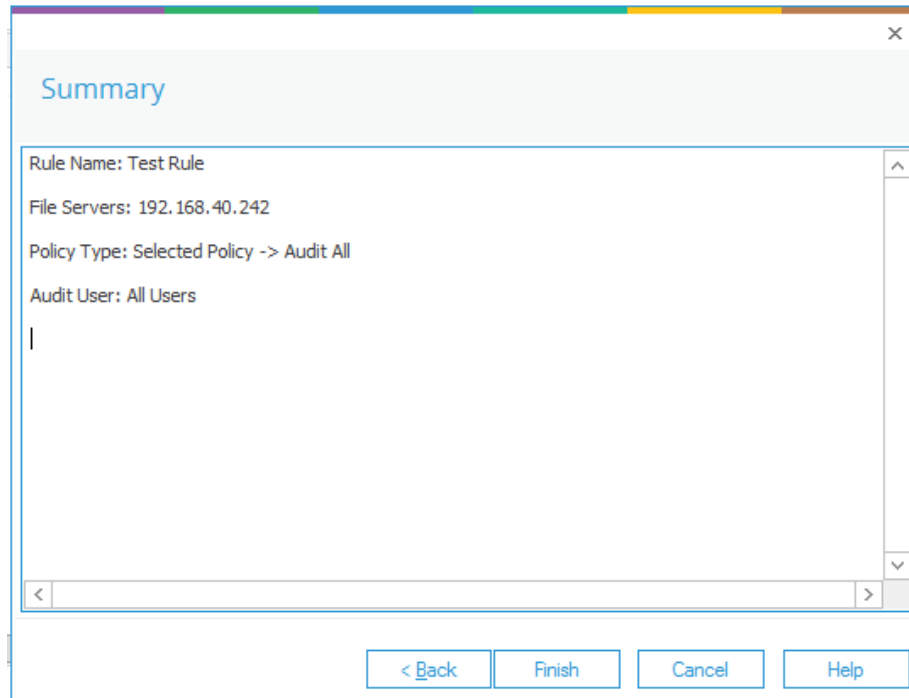 Summary
Rule Name: Test Rule
File Servers: 192.168.40.242
Policy Type: Selected Policy -> Audit All
Audit User: All Users
< Back
Finish
Cancel
Help